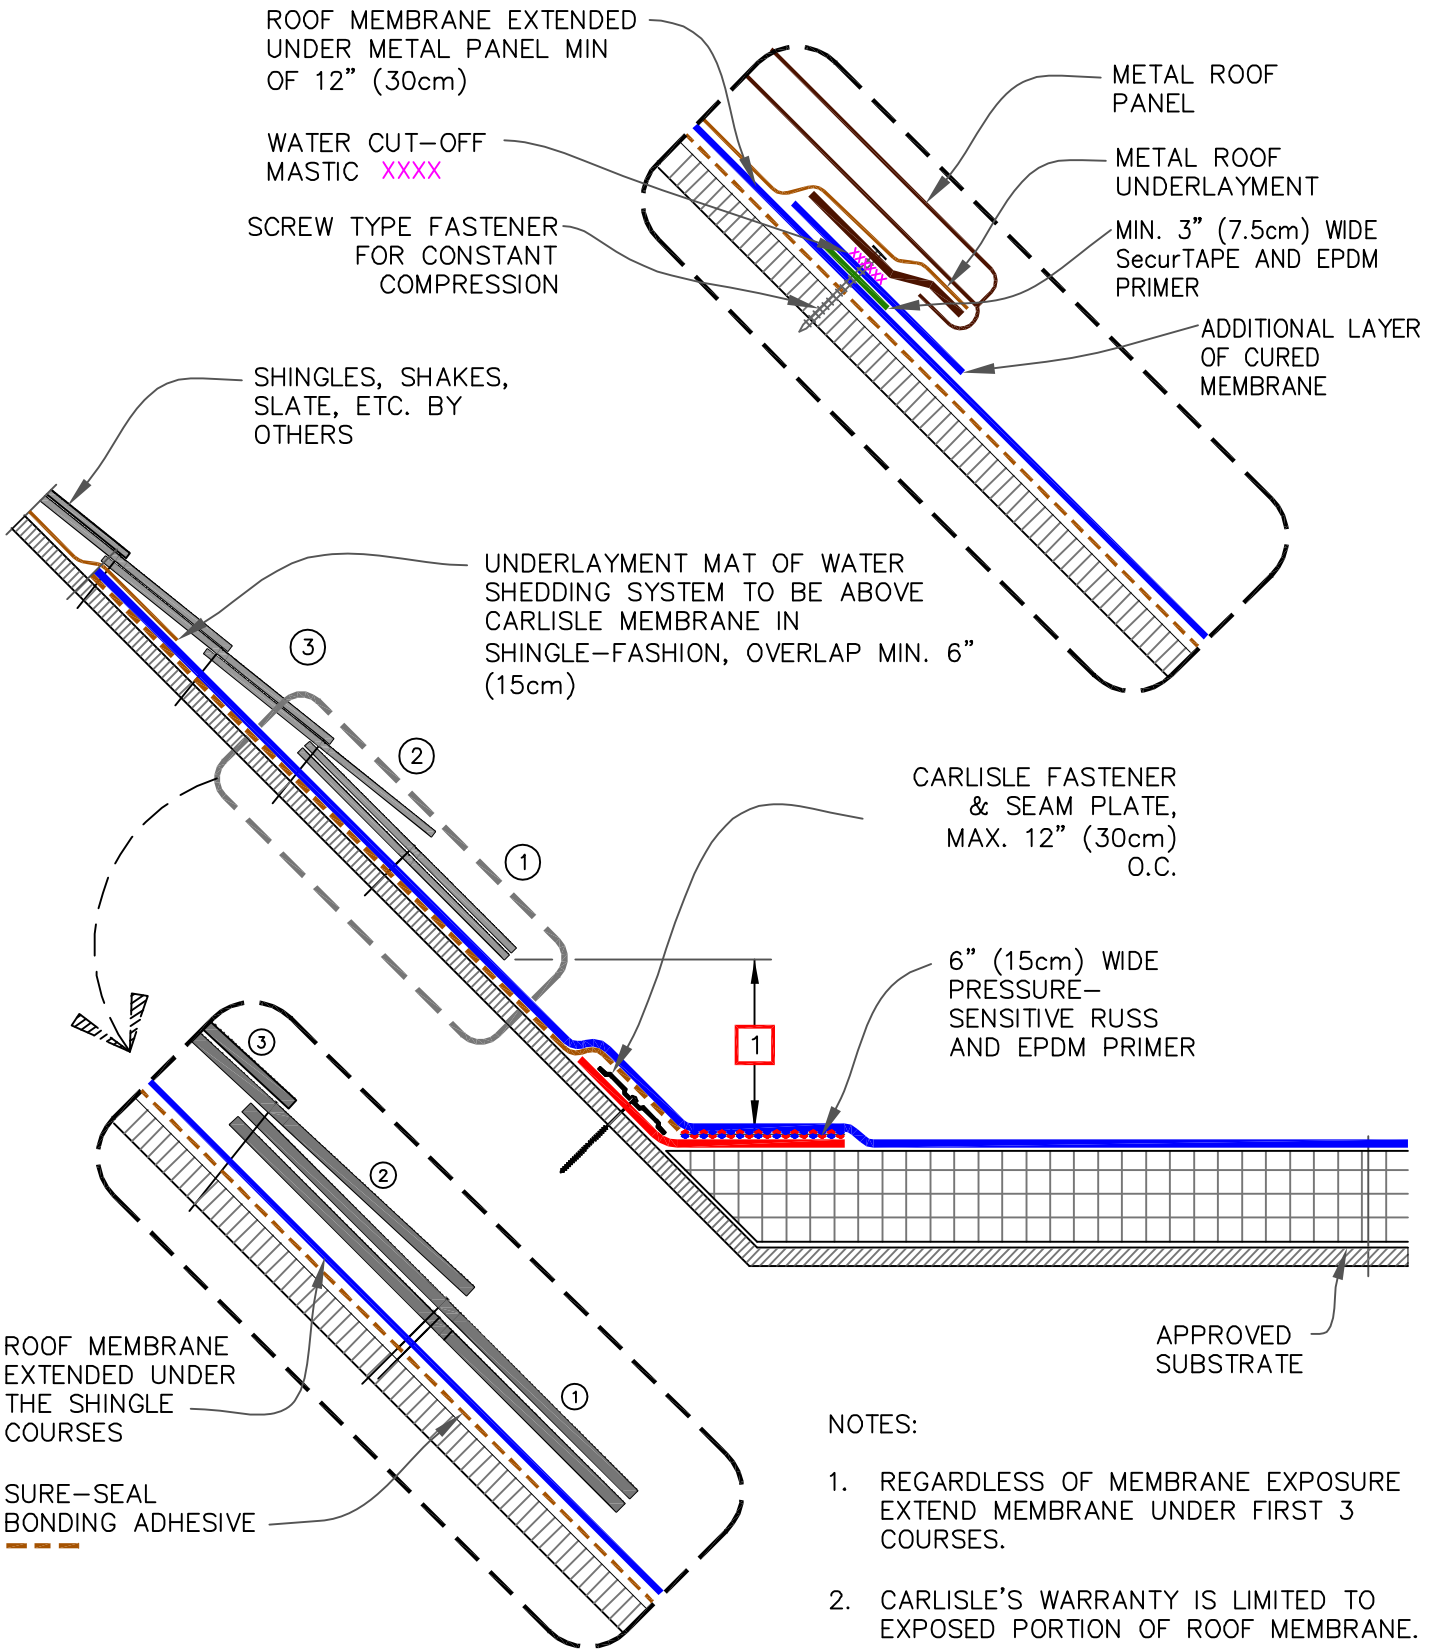 ROOF MEMBRANE EXTENDED
UNDER METAL PANEL MIN
OF 12" (30cm)
WATER CUT-OFF
MASTIC XXXX
SCREW TYPE FASTENER
FOR CONSTANT
COMPRESSION
METAL ROOF
PANEL
METAL ROOF
UNDERLAYMENT
MIN. 3" (7.5cm) WIDE
SecurTAPE AND EPDM
PRIMER
ADDITIONAL LAYER
OF CURED
MEMBRANE
XXXX
SHINGLES, SHAKES,
SLATE, ETC. BY
OTHERS
UNDERLAYMENT MAT OF WATER
SHEDDING SYSTEM TO BE ABOVE
CARLISLE MEMBRANE IN
SHINGLE-FASHION, OVERLAP MIN. 6"
(15cm)
3
2
1
CARLISLE FASTENER
& SEAM PLATE,
MAX. 12" (30cm)
O.C.
6" (15cm) WIDE
PRESSURE-
SENSITIVE RUSS
AND EPDM PRIMER
1
3
2
1
ROOF MEMBRANE
EXTENDED UNDER
THE SHINGLE
COURSES
SURE-SEAL
BONDING ADHESIVE
APPROVED
SUBSTRATE
NOTES:
1. REGARDLESS OF MEMBRANE EXPOSURE
EXTEND MEMBRANE UNDER FIRST 3
COURSES.
2. CARLISLE'S WARRANTY IS LIMITED TO
EXPOSED PORTION OF ROOF MEMBRANE.